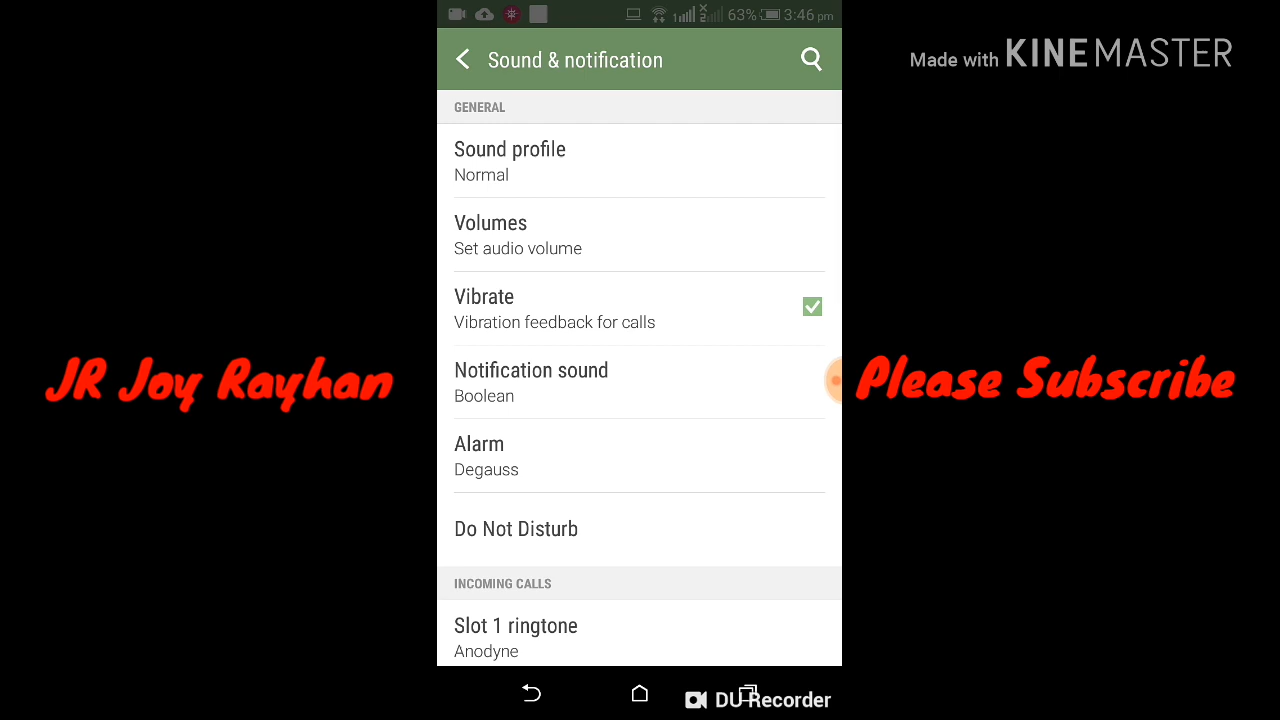 63% 3:46 pm
Sound & notification
Made with KINEMASTER
GENERAL
Sound profile
Normal
Volumes
Set audio volume
Vibrate
Vibration feedback for calls
JR Joy Rayhan
Please Subscribe
Notification sound
Boolean
Alarm
Degauss
Do Not Disturb
INCOMING CALLS
Slot 1 ringtone
Anodyne
DU Recorder